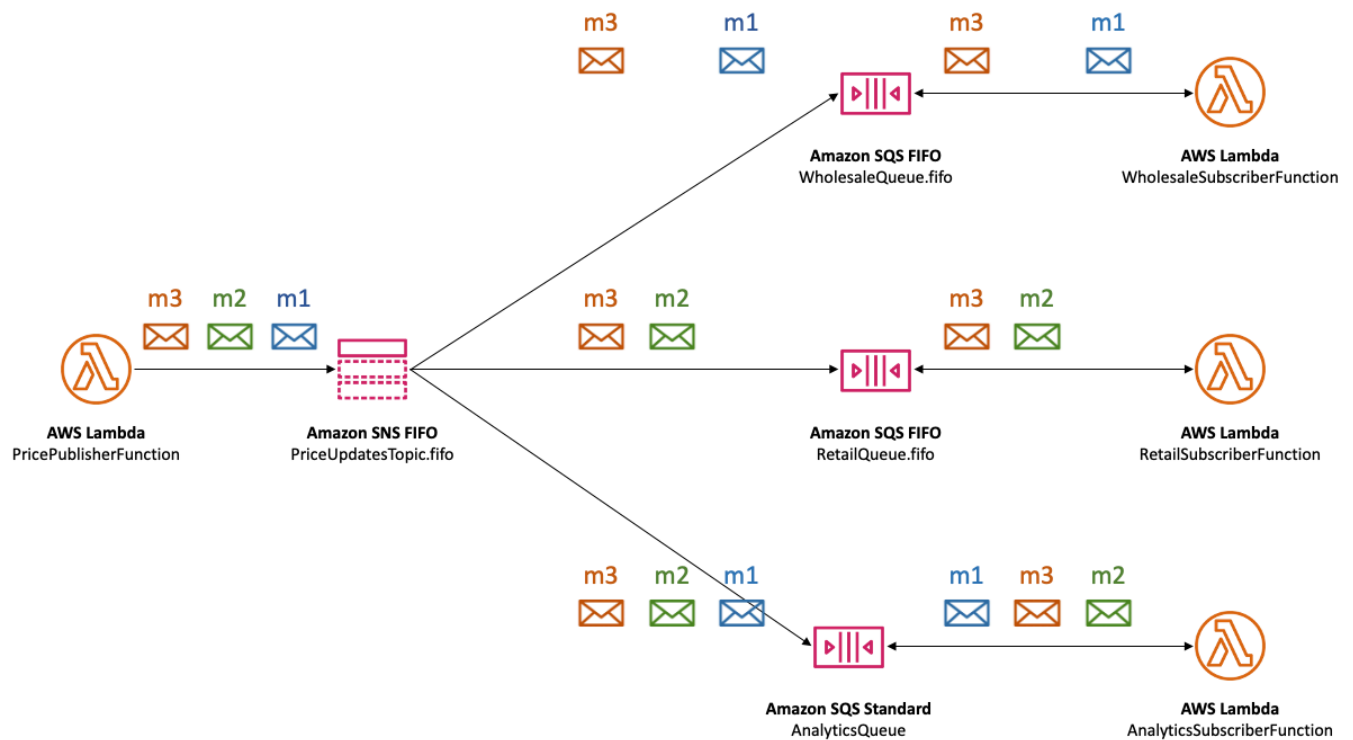 m3
m1
m3
m1
Amazon SQS FIFO
WholesaleQueue.fifo
AWS Lambda
WholesaleSubscriberFunction
m3
m2
m1
m3
m2
m3
m2
AWS Lambda
PricePublisherFunction
Amazon SNS FIFO
PriceUpdatesTopic.fifo
Amazon SQS FIFO
RetailQueue.fifo
AWS Lambda
RetailSubscriberFunction
m3
m2
m1
m1
m3
m2
Amazon SQS Standard
AnalyticsQueue
AWS Lambda
AnalyticsSubscriberFunction